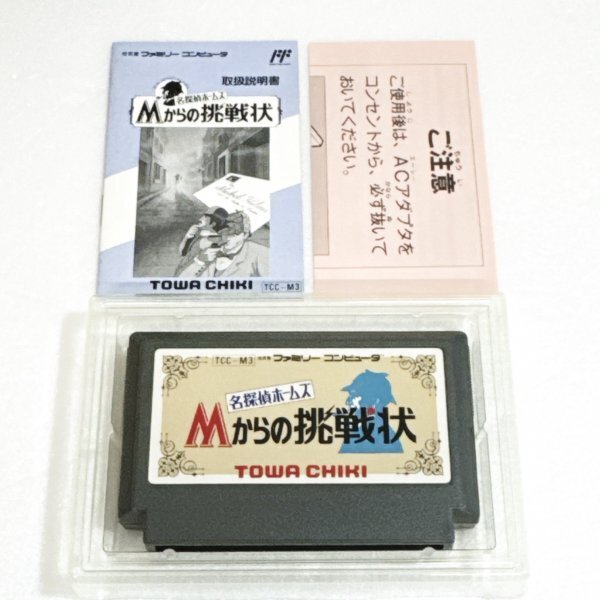 任天堂 ファミリー コンピュータ
FF
取扱説明書
名探偵ホームズ
Mからの挑戦状
TOWA CHIKI
TCC-M3
ご注意
ちゅうい
ご使用後は、ACアダプタを
コンセントから、必ず抜いて
おいてください。
TCC-M3
任天堂 ファミリー コンピュータ
名探偵ホームズ
Mからの挑戦状
TOWA CHIKI